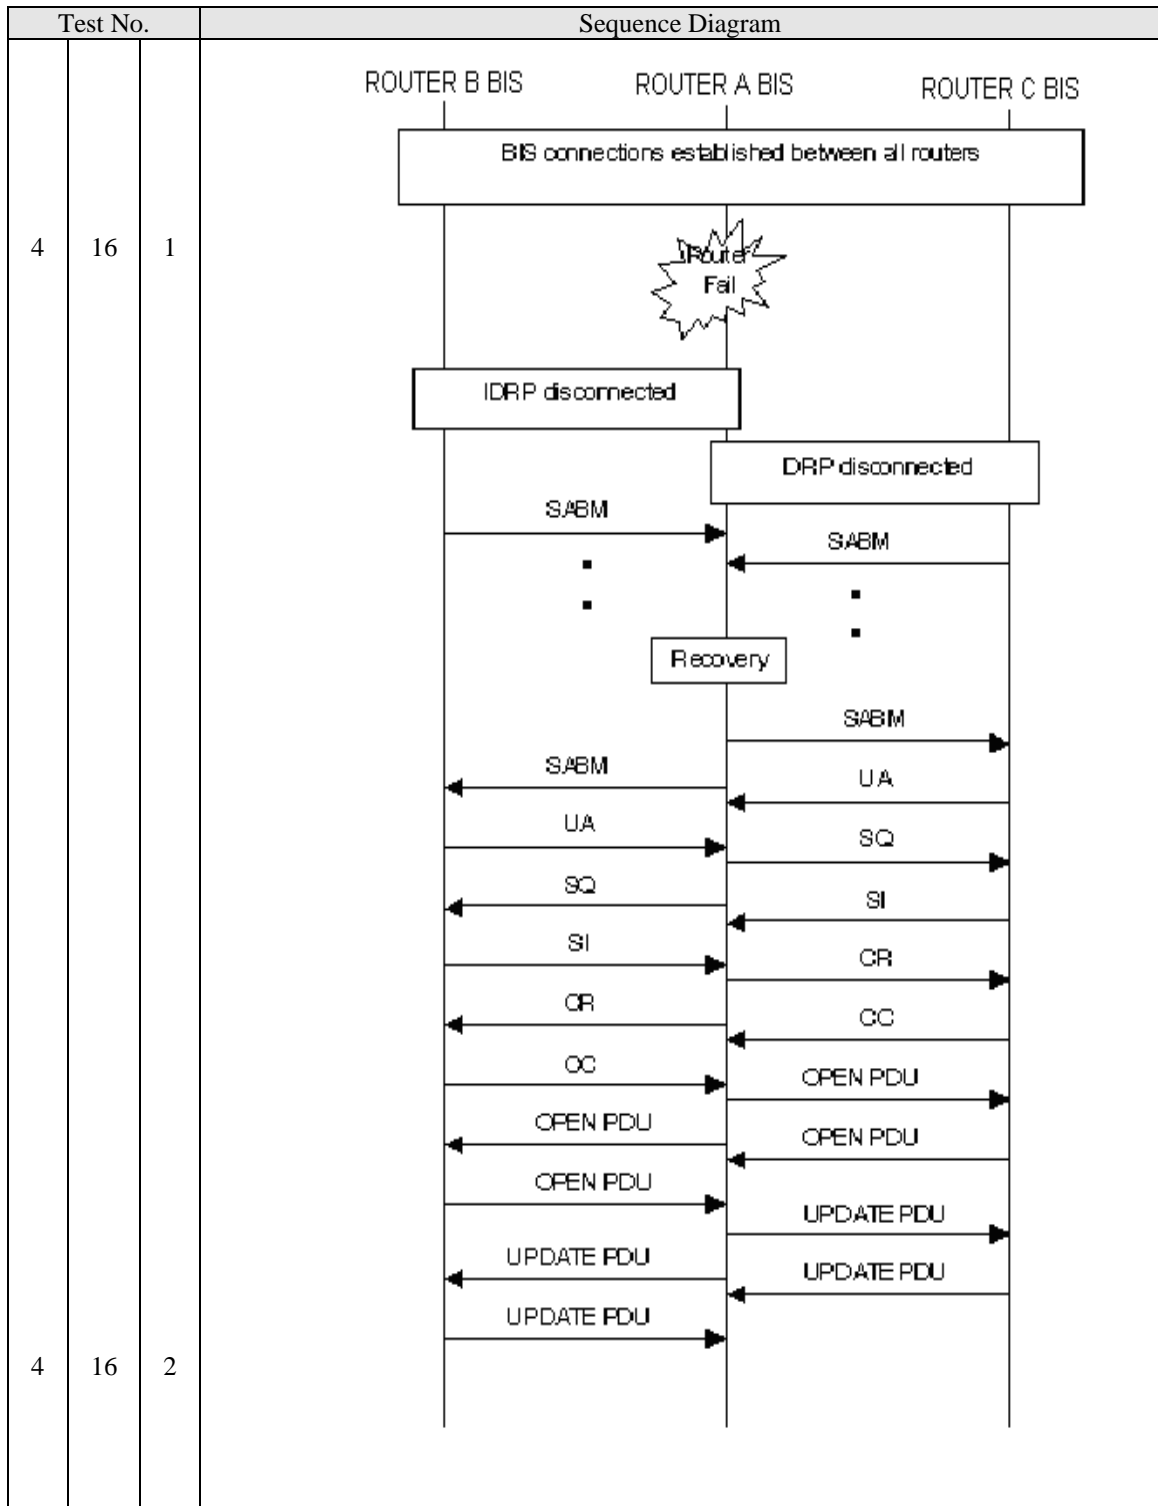 Test No. Sequence Diagram
ROUTER B BIS ROUTER A BIS ROUTER C BIS
BIS connections established between all routers
4 16 1
Router
Fail
IDRP disconnected
IDRP disconnected
SABM
SABM
Recovery
SABM
SABM
UA
UA
SQ
SQ
SI
SI
CR
CR
CC
CC
OPEN PDU
OPEN PDU
OPEN PDU
OPEN PDU
UPDATE PDU
UPDATE PDU
UPDATE PDU
UPDATE PDU
4 16 2